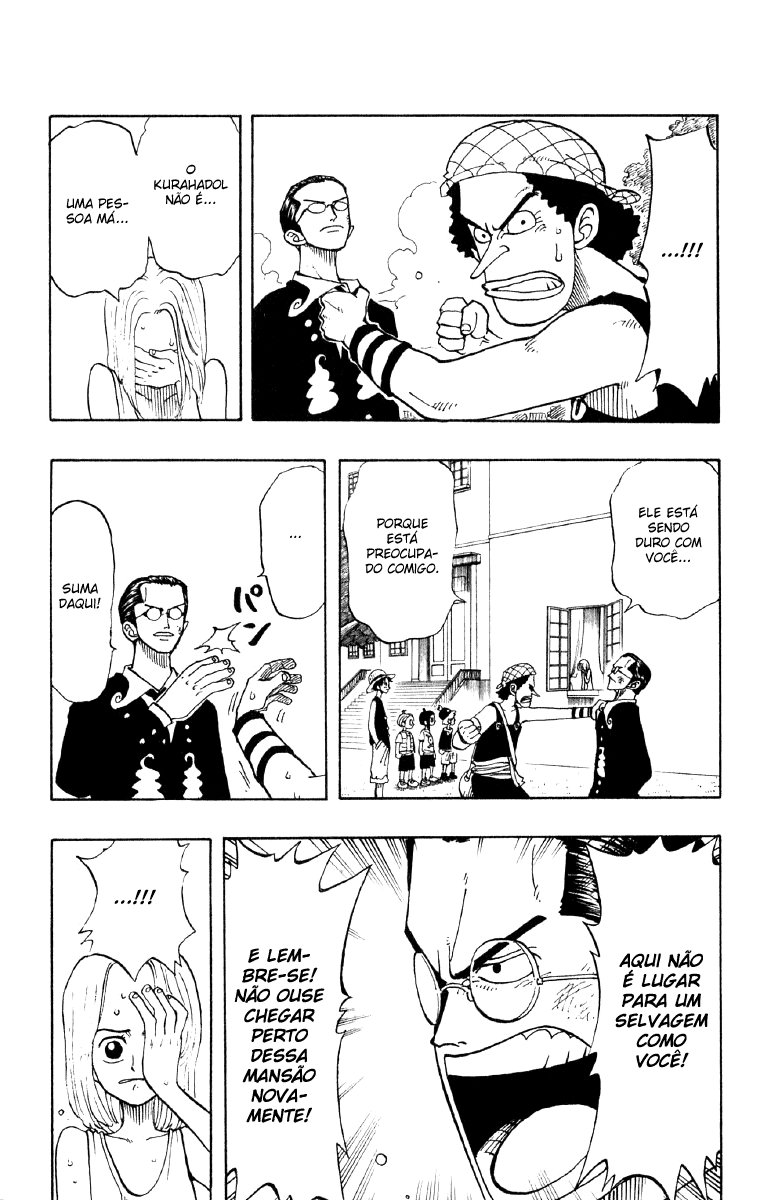 ...!!!
O
KURAHADOL
NÃO É...
UMA PES-
SOA MÁ...
ELE ESTÁ
SENDO
DURO COM
VOCÊ...
PORQUE
ESTÁ
PREOCUPA-
DO COMIGO.
...
パン
SUMA
DAQUI!
AQUI NÃO
É LUGAR
PARA UM
SELVAGEM
COMO
VOCÊ!
E LEM-
BRE-SE!
NÃO OUSE
CHEGAR
PERTO
DESSA
MANSÃO
NOVA-
MENTE!
...!!!